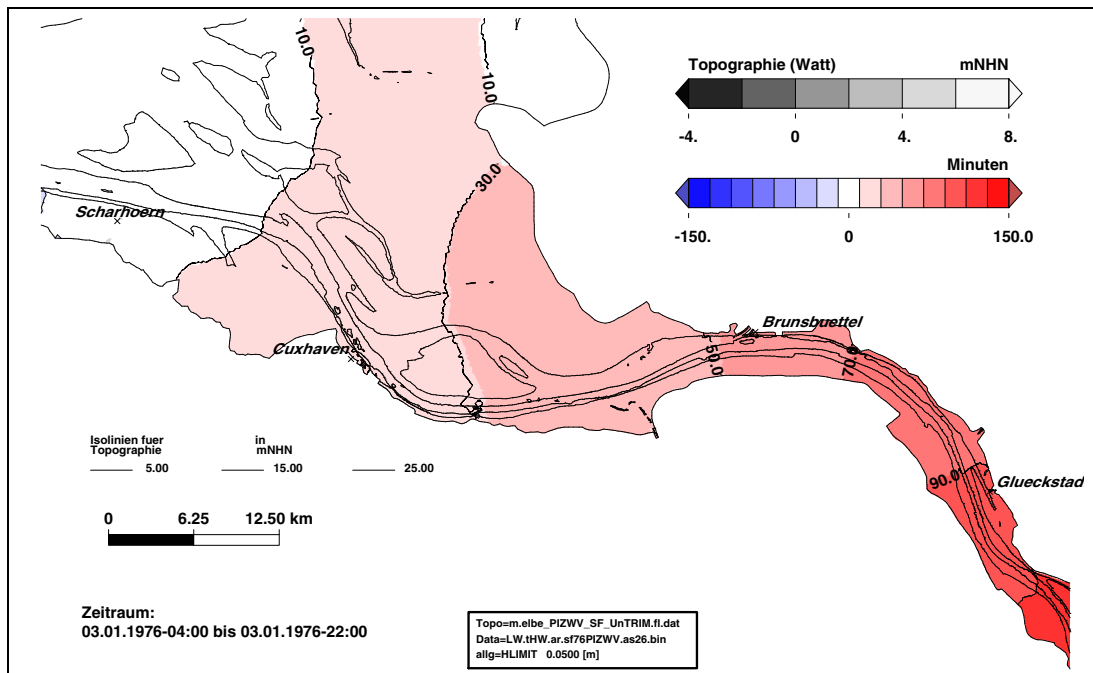 10.0
10.0
Topographie (Watt) mNHN
-4. 0 4. 8.
Minuten
-150. 0 150.0
30.0
Scharhoern
Brunsbuettel
Cuxhaven
50.0
70.0
90.0
Glueckstad
Isolinien fuer in
Topographie mNHN
5.00 15.00 25.00
0 6.25 12.50 km
Zeitraum:
03.01.1976-04:00 bis 03.01.1976-22:00
Topo=m.elbe_PIZWV_SF_UnTRIM.fl.dat
Data=LW.tHW.ar.sf76PIZWV.as26.bin
allg=HLIMIT 0.0500 [m]